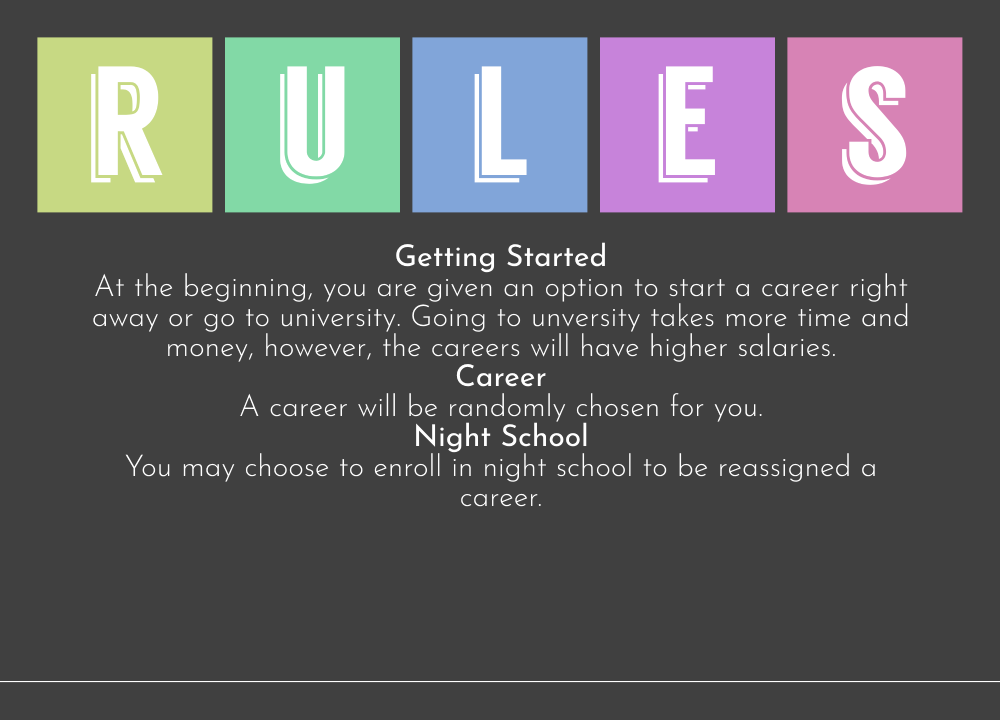 RULES
Getting Started
At the beginning, you are given an option to start a career right
away or go to university. Going to unversity takes more time and
money, however, the careers will have higher salaries.
Career
A career will be randomly chosen for you.
Night School
You may choose to enroll in night school to be reassigned a
career.